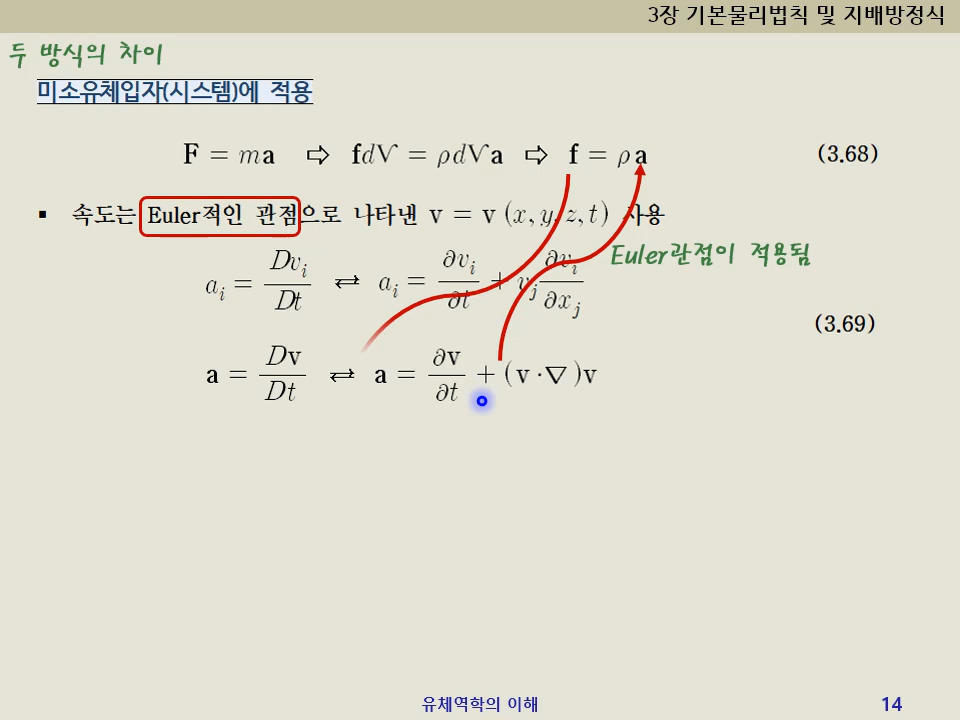 3장 기본물리법칙 및 지배방정식
두 방식의 차이
미소유체입자(시스템)에 적용
F = ma ⇨ fdV = ρdVa ⇨ f = ρa (3.68)
▪ 속도는 Euler적인 관점으로 나타낸 v = v (x, y, z, t) 사용
Euler관점이 적용됨
a_i = Dv_i/Dt ⇄ a_i = ∂v_i/∂t + v_j ∂v_i/∂x_j
(3.69)
a = Dv/Dt ⇄ a = ∂v/∂t + (v · ∇)v
유체역학의 이해 14